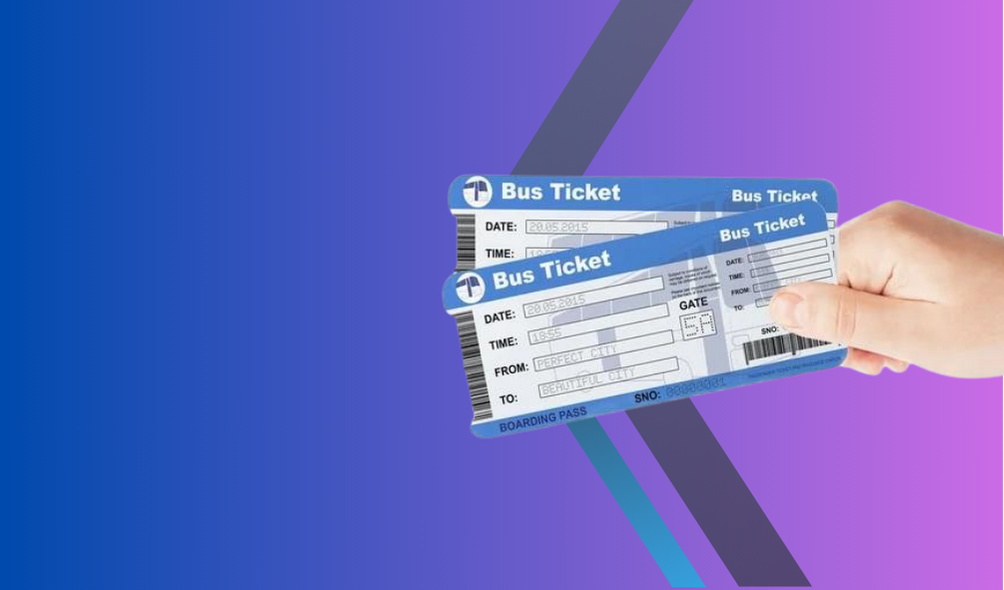 Bus Ticket
Bus Ticket
DATE: 20.05.2015
TIME:
Bus Ticket
Bus Ticket
DATE: 20.05.2015
TIME: 18:55
FROM: PERFECT CITY
TO: BEAUTIFUL CITY
GATE
5A
DATE:
TIME:
FROM:
TO:
SNO:
BOARDING PASS
SNO: 00000001